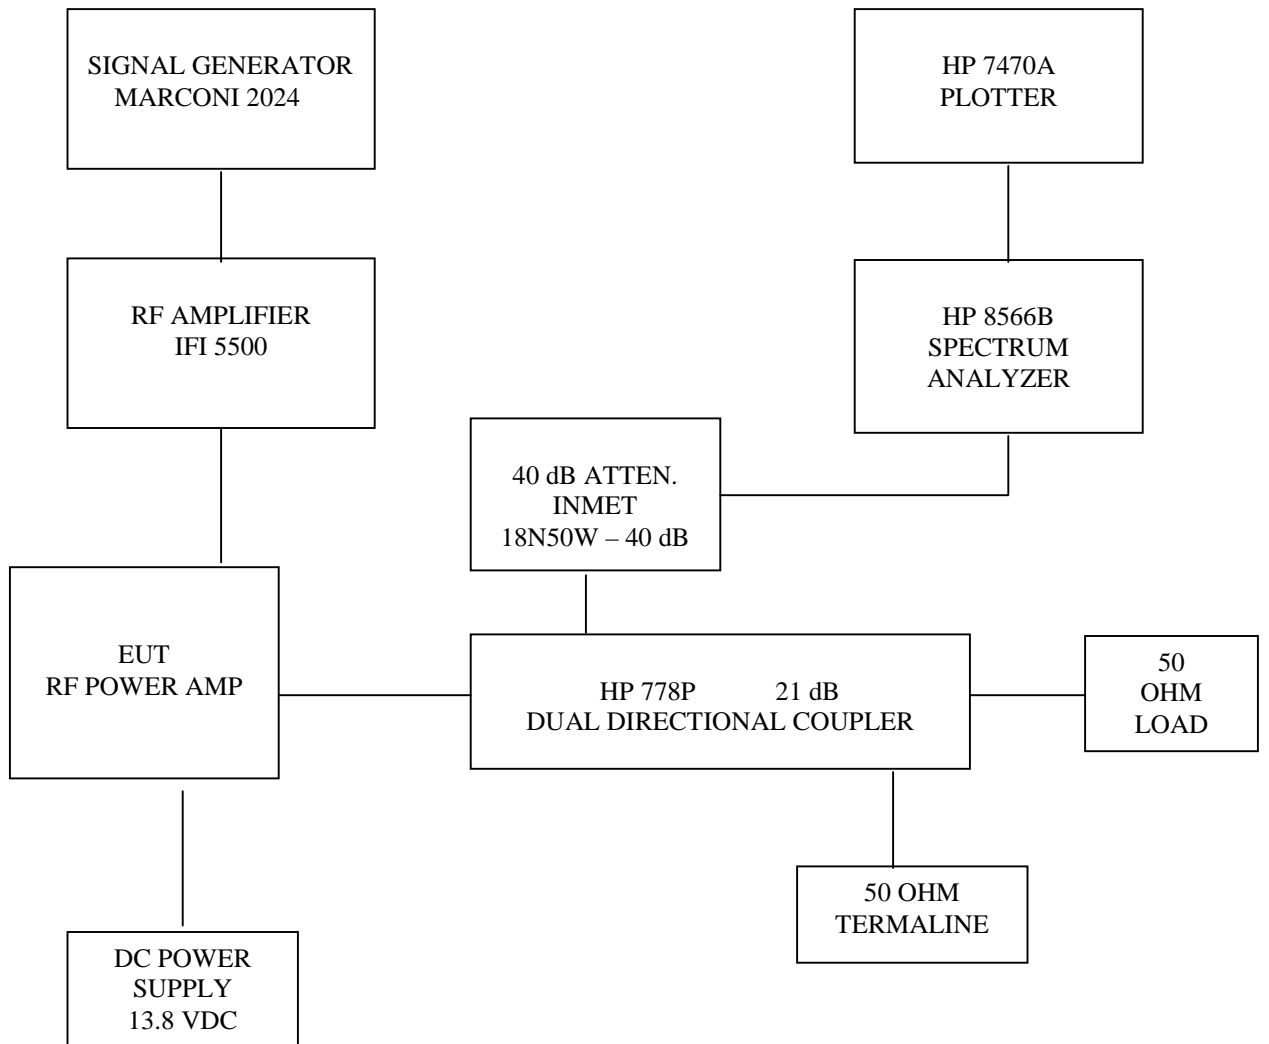 SIGNAL GENERATOR
MARCONI 2024
HP 7470A
PLOTTER
RF AMPLIFIER
IFI 5500
HP 8566B
SPECTRUM
ANALYZER
40 dB ATTEN.
INMET
18N50W – 40 dB
EUT
RF POWER AMP
HP 778P 21 dB
DUAL DIRECTIONAL COUPLER
50
OHM
LOAD
50 OHM
TERMALINE
DC POWER
SUPPLY
13.8 VDC